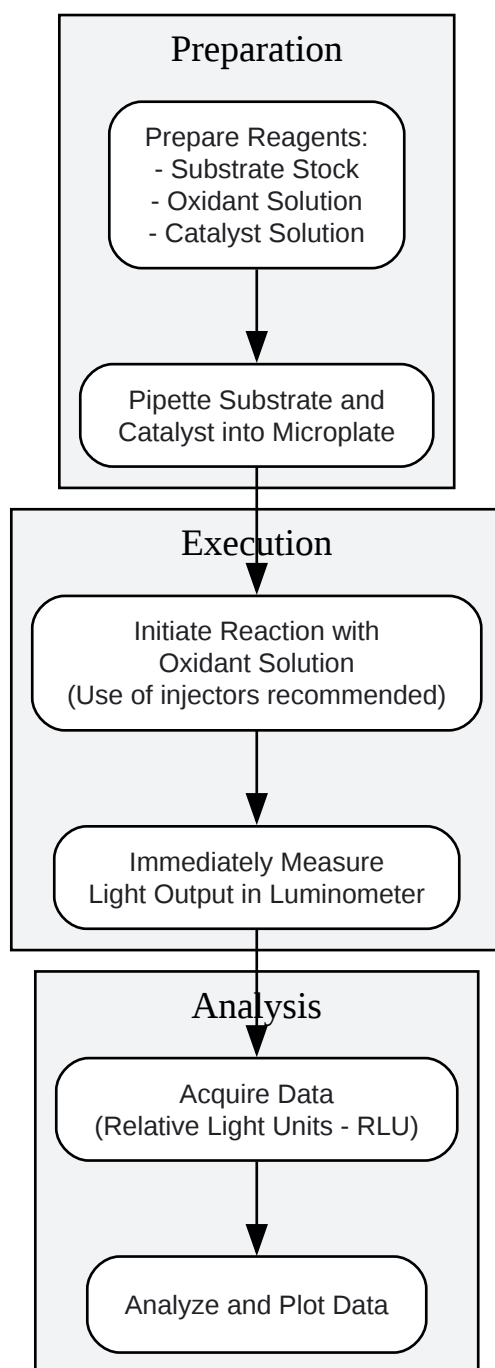 Preparation
Prepare Reagents:
- Substrate Stock
- Oxidant Solution
- Catalyst Solution
Pipette Substrate and
Catalyst into Microplate
Execution
Initiate Reaction with
Oxidant Solution
(Use of injectors recommended)
Immediately Measure
Light Output in Luminometer
Analysis
Acquire Data
(Relative Light Units - RLU)
Analyze and Plot Data